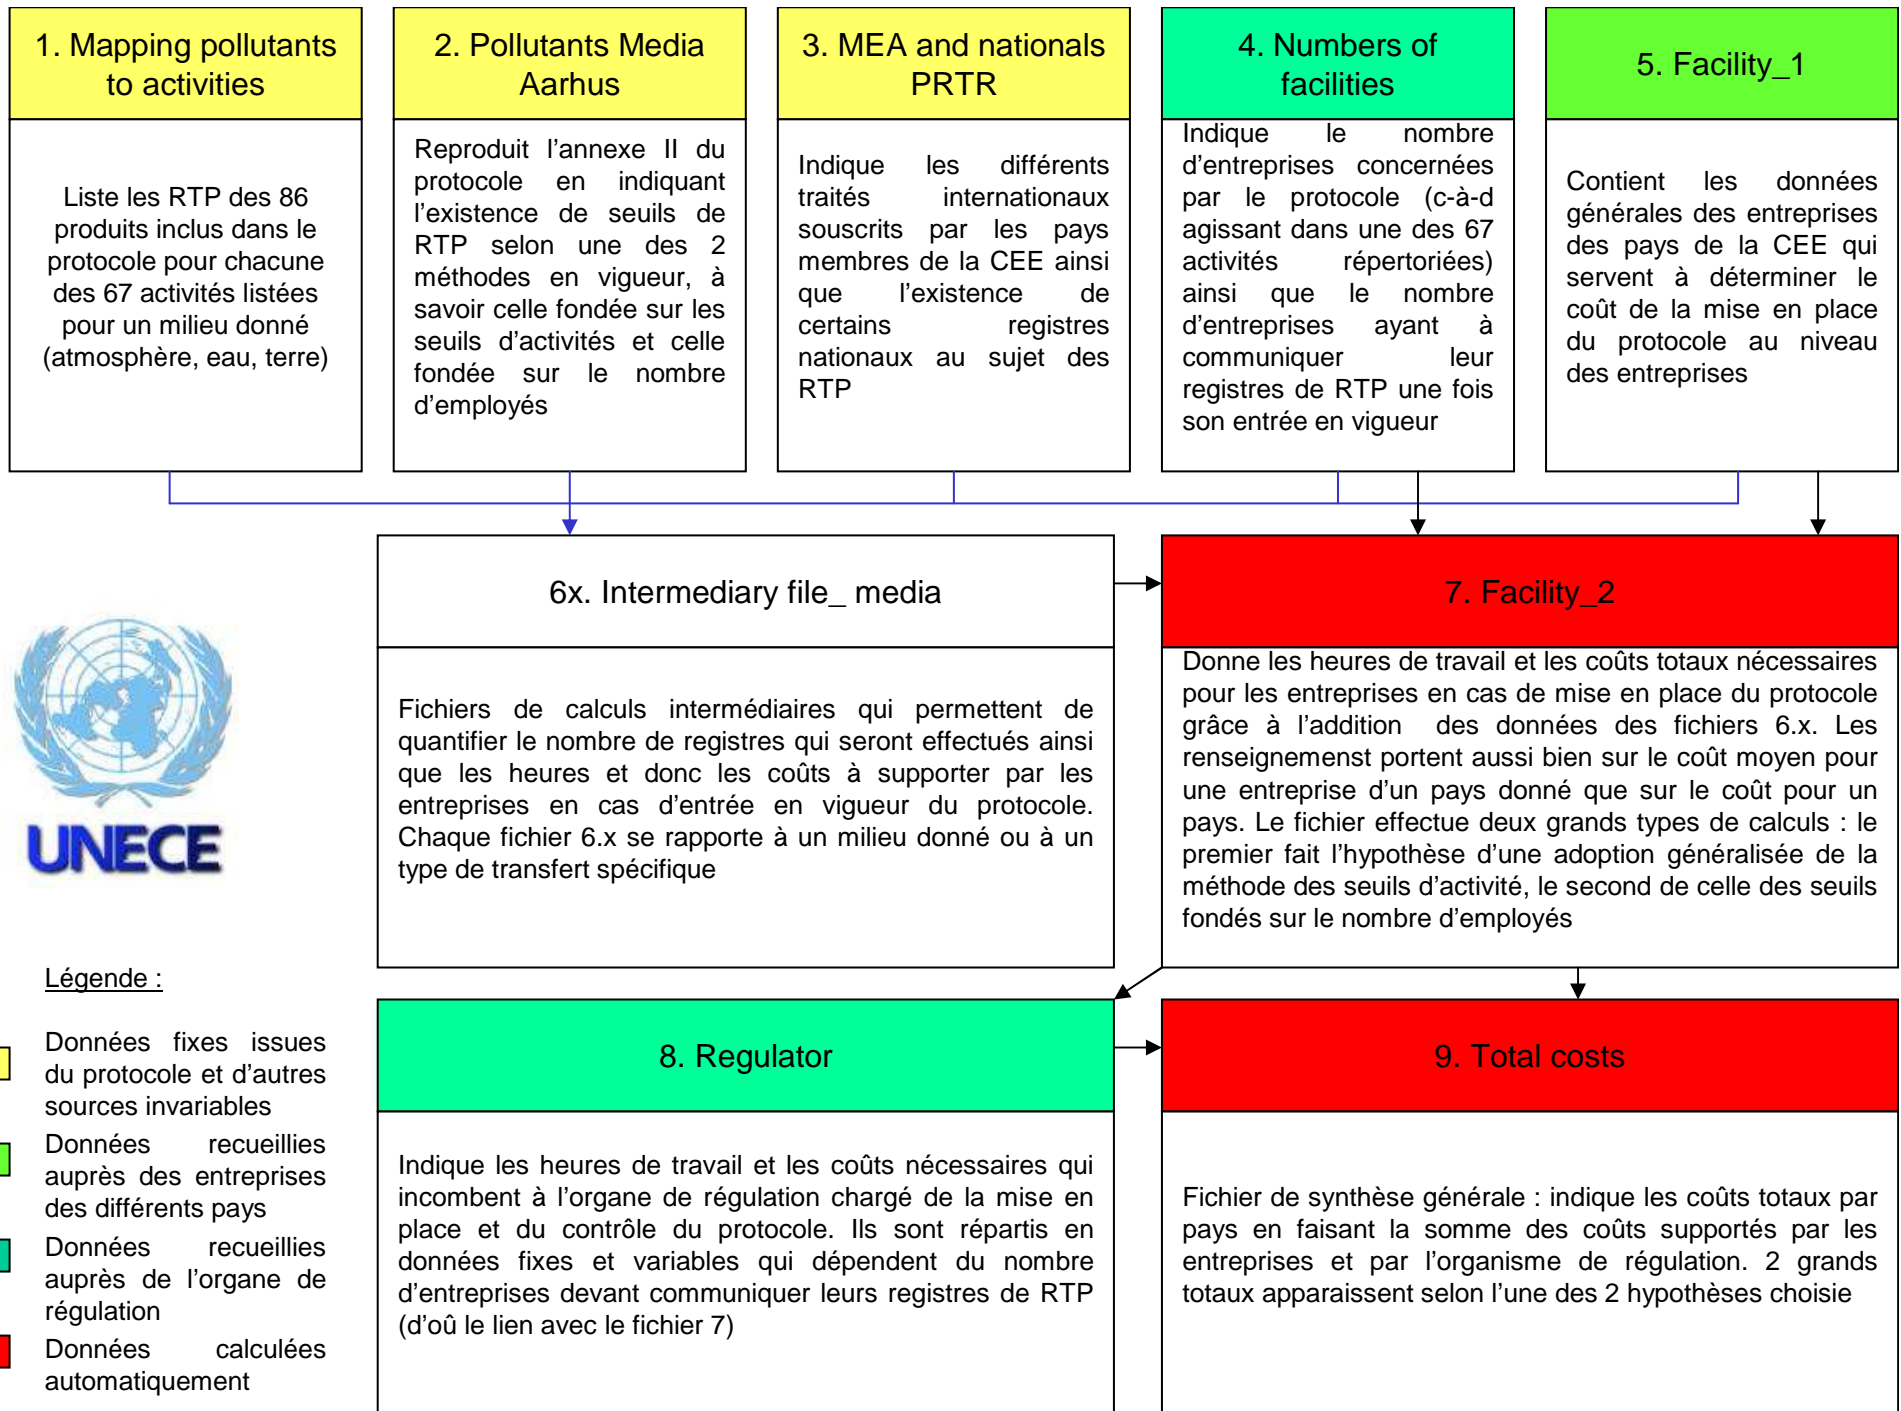 1. Mapping pollutants
to activities
Liste les RTP des 86
produits inclus dans le
protocole pour chacune
des 67 activités listées
pour un milieu donné
(atmosphère, eau, terre)
2. Pollutants Media
Aarhus
Reproduit l’annexe II du
protocole en indiquant
l’existence de seuils de
RTP selon une des 2
méthodes en vigueur, à
savoir celle fondée sur les
seuils d’activités et celle
fondée sur le nombre
d’employés
3. MEA and nationals
PRTR
Indique les différents
traités internationaux
souscrits par les pays
membres de la CEE ainsi
que l’existence de
certains registres
nationaux au sujet des
RTP
4. Numbers of
facilities
Indique le nombre
d’entreprises concernées
par le protocole (c-à-d
agissant dans une des 67
activités répertoriées)
ainsi que le nombre
d’entreprises ayant à
communiquer leur
registres de RTP une fois
son entrée en vigueur
5. Facility_1
Contient les données
générales des entreprises
des pays de la CEE qui
servent à déterminer le
coût de la mise en place
du protocole au niveau
des entreprises
6x. Intermediary file_ media
Fichiers de calculs intermédiaires qui permettent de
quantifier le nombre de registres qui seront effectués ainsi
que les heures et donc les coûts à supporter par les
entreprises en cas d’entrée en vigueur du protocole.
Chaque fichier 6.x se rapporte à un milieu donné ou à un
type de transfert spécifique
7. Facility_2
Donne les heures de travail et les coûts totaux nécessaires
pour les entreprises en cas de mise en place du protocole
grâce à l’addition des données des fichiers 6.x. Les
renseignemenst portent aussi bien sur le coût moyen pour
une entreprise d’un pays donné que sur le coût pour un
pays. Le fichier effectue deux grands types de calculs : le
premier fait l’hypothèse d’une adoption généralisée de la
méthode des seuils d’activité, le second de celle des seuils
fondés sur le nombre d’employés
UNECE
Légende :
Données fixes issues
du protocole et d’autres
sources invariables
Données recueillies
auprès des entreprises
des différents pays
Données recueillies
auprès de l’organe de
régulation
Données calculées
automatiquement
8. Regulator
Indique les heures de travail et les coûts nécessaires qui
incombent à l’organe de régulation chargé de la mise en
place et du contrôle du protocole. Ils sont répartis en
données fixes et variables qui dépendent du nombre
d’entreprises devant communiquer leurs registres de RTP
(d’oû le lien avec le fichier 7)
9. Total costs
Fichier de synthèse générale : indique les coûts totaux par
pays en faisant la somme des coûts supportés par les
entreprises et par l’organisme de régulation. 2 grands
totaux apparaissent selon l’une des 2 hypothèses choisie